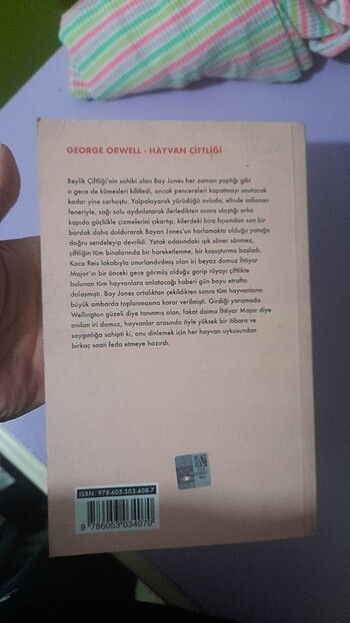 GEORGE ORWELL - HAYVAN ÇİFTLİĞİ
Beylik Çiftliği'nin sahibi olan Bay Jones her zaman yaptığı gibi
o gece de kümesleri kilitledi, ancak pencereleri kapatmayı unutacak
kadar yine sarhoştu. Yalpalayarak yürüdüğü avluda, elinde sallanan
feneriyle, sağı solu aydınlatarak ilerledikten sonra ulaştığı arka
kapıda güçlükle çizmelerini çıkartıp, kilerdeki bira fıçısından son bir
bardak daha doldurarak Bayan Jones'un horlamakta olduğu yatağa
doğru sendeleyip devrildi. Yatak odasındaki ışık söner sönmez,
çiftliğin tüm binalarında bir hareketlenme, bir koşuşturma başladı.
Koca Reis lakabıyla onurlandırılmış olan iri beyaz domuz İhtiyar
Major'ın bir önceki gece görmüş olduğu garip rüyayı çiftlikte
bulunan tüm hayvanlara anlatacağı haberi gün boyu etrafta
dolaşmıştı. Bay Jones ortalıktan çekildikten sonra tüm hayvanların
büyük ambarda toplanmasına karar verilmişti. Girdiği yarışmada
Wellington güzeli diye tanınmış olan, fakat daima İhtiyar Major diye
anılan iri domuz, hayvanlar arasında öyle yüksek bir itibara ve
saygınlığa sahipti ki, onu dinlemek için her hayvan uykusundan
birkaç saati feda etmeye hazırdı.
ISBN: 978-605-303-408-7
9 786053 034070